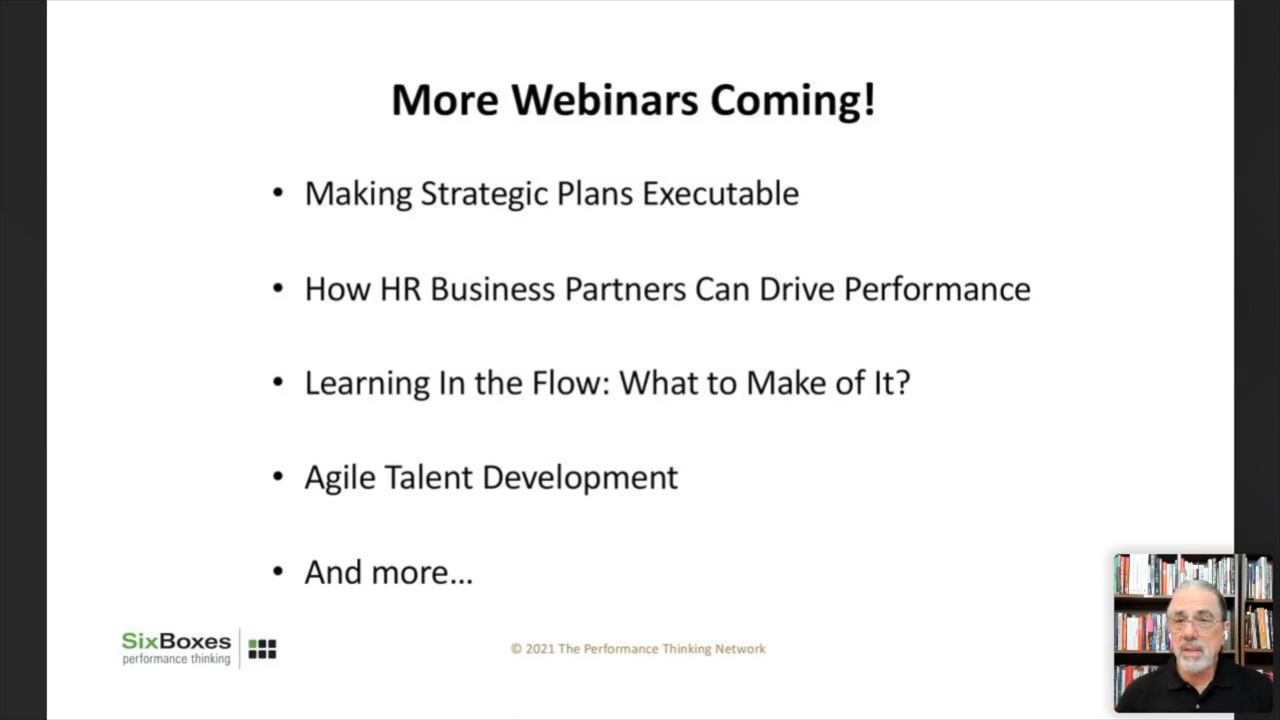 More Webinars Coming!
• Making Strategic Plans Executable
• How HR Business Partners Can Drive Performance
• Learning In the Flow: What to Make of It?
• Agile Talent Development
• And more...
SixBoxes
performance thinking
© 2021 The Performance Thinking Network